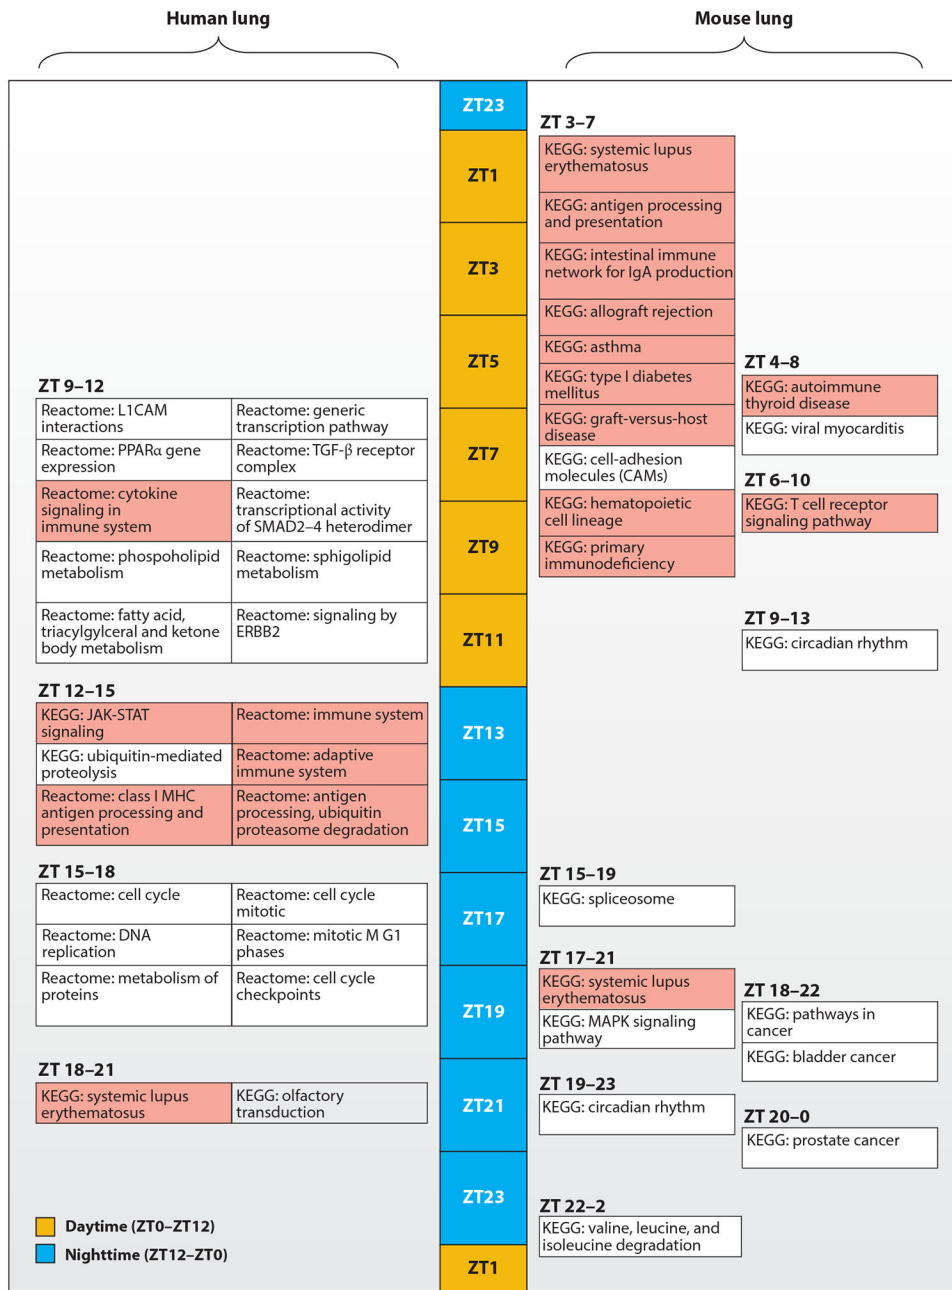 Human lung
Mouse lung
ZT23
ZT1
ZT3
ZT5
ZT7
ZT9
ZT11
ZT13
ZT15
ZT17
ZT19
ZT21
ZT23
ZT1
ZT 9–12
Reactome: L1CAM
interactions
Reactome: generic
transcription pathway
Reactome: PPARα gene
expression
Reactome: TGF-β receptor
complex
Reactome: cytokine
signaling in
immune system
Reactome:
transcriptional activity
of SMAD2–4 heterodimer
Reactome: phospoholipid
metabolism
Reactome: sphigolipid
metabolism
Reactome: fatty acid,
triacylgylceral and ketone
body metabolism
Reactome: signaling by
ERBB2
ZT 12–15
KEGG: JAK-STAT
signaling
Reactome: immune system
KEGG: ubiquitin-mediated
proteolysis
Reactome: adaptive
immune system
Reactome: class I MHC
antigen processing and
presentation
Reactome: antigen
processing, ubiquitin
proteasome degradation
ZT 15–18
Reactome: cell cycle
Reactome: cell cycle
mitotic
Reactome: DNA
replication
Reactome: mitotic M G1
phases
Reactome: metabolism of
proteins
Reactome: cell cycle
checkpoints
ZT 18–21
KEGG: systemic lupus
erythematosus
KEGG: olfactory
transduction
Daytime (ZT0–ZT12)
Nighttime (ZT12–ZT0)
ZT 3–7
KEGG: systemic lupus
erythematosus
KEGG: antigen processing
and presentation
KEGG: intestinal immune
network for IgA production
KEGG: allograft rejection
KEGG: asthma
KEGG: type I diabetes
mellitus
KEGG: graft-versus-host
disease
KEGG: cell-adhesion
molecules (CAMs)
KEGG: hematopoietic
cell lineage
KEGG: primary
immunodeficiency
ZT 4–8
KEGG: autoimmune
thyroid disease
KEGG: viral myocarditis
ZT 6–10
KEGG: T cell receptor
signaling pathway
ZT 9–13
KEGG: circadian rhythm
ZT 15–19
KEGG: spliceosome
ZT 17–21
KEGG: systemic lupus
erythematosus
KEGG: MAPK signaling
pathway
ZT 18–22
KEGG: pathways in
cancer
KEGG: bladder cancer
ZT 19–23
KEGG: circadian rhythm
ZT 20–0
KEGG: prostate cancer
ZT 22–2
KEGG: valine, leucine, and
isoleucine degradation